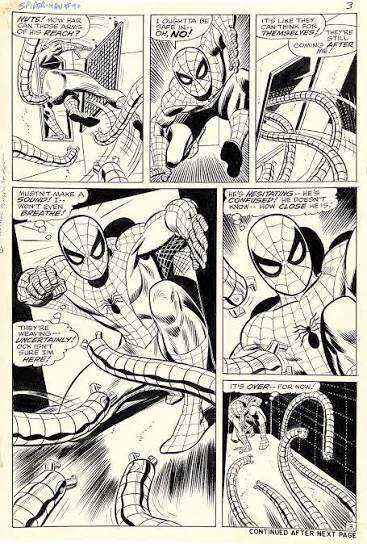 SPIDER-MAN #90
3
NUTS! HOW FAR
CAN THOSE ARMS
OF HIS REACH?
I OUGHTTA BE
SAFE IN--
OH, NO!
IT'S LIKE THEY
CAN THINK FOR
THEMSELVES!
THEY'RE
STILL
COMING AFTER
ME!
MUSTN'T MAKE A
SOUND! I--
WON'T EVEN
BREATHE!
THEY'RE
WEAVING--
UNCERTAINLY!
OCK ISN'T
SURE I'M
HERE!
HE'S HESITATING-- HE'S
CONFUSED! HE DOESN'T
KNOW-- HOW CLOSE HE IS!
IT'S OVER-- FOR NOW!
CONTINUED AFTER NEXT PAGE